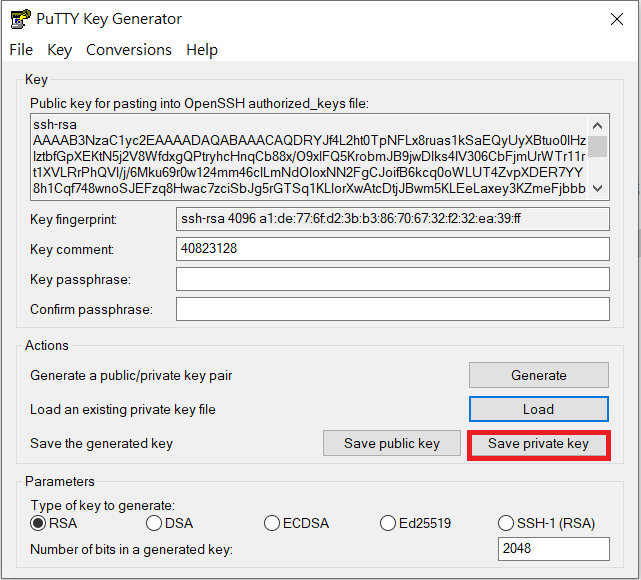 PuTTY Key Generator
File Key Conversions Help
Key
Public key for pasting into OpenSSH authorized_keys file:
ssh-rsa
AAAAB3NzaC1yc2EAAAADAQABAAACAQDRYJf4L2ht0TpNFLx8ruas1kSaEQyUyXBtuo0lHz
lztbfGpXEKtN5j2V8WfdxgQPtryhcHnqCb88x/O9xlFQ5KrobmJB9jwDlks4lV306CbFjmUrWTr11r
t1XVLRrPhQVl/j/6Mku69r0w124mm46clLmNdOloxNN2FgCJoifB6kcq0oWLUT4ZvpXDER7YY
8h1Cqf748wnoSJEFzq8Hwac7zciSbJg5rGTSq1KLlorXwAtcDtjJBwm5KLEeLaxey3KZmeFjbbb
Key fingerprint: ssh-rsa 4096 a1:de:77:6f:d2:3b:b3:86:70:67:32:f2:32:ea:39:ff
Key comment: 40823128
Key passphrase:
Confirm passphrase:
Actions
Generate a public/private key pair Generate
Load an existing private key file Load
Save the generated key Save public key Save private key
Parameters
Type of key to generate:
RSA DSA ECDSA Ed25519 SSH-1 (RSA)
Number of bits in a generated key: 2048